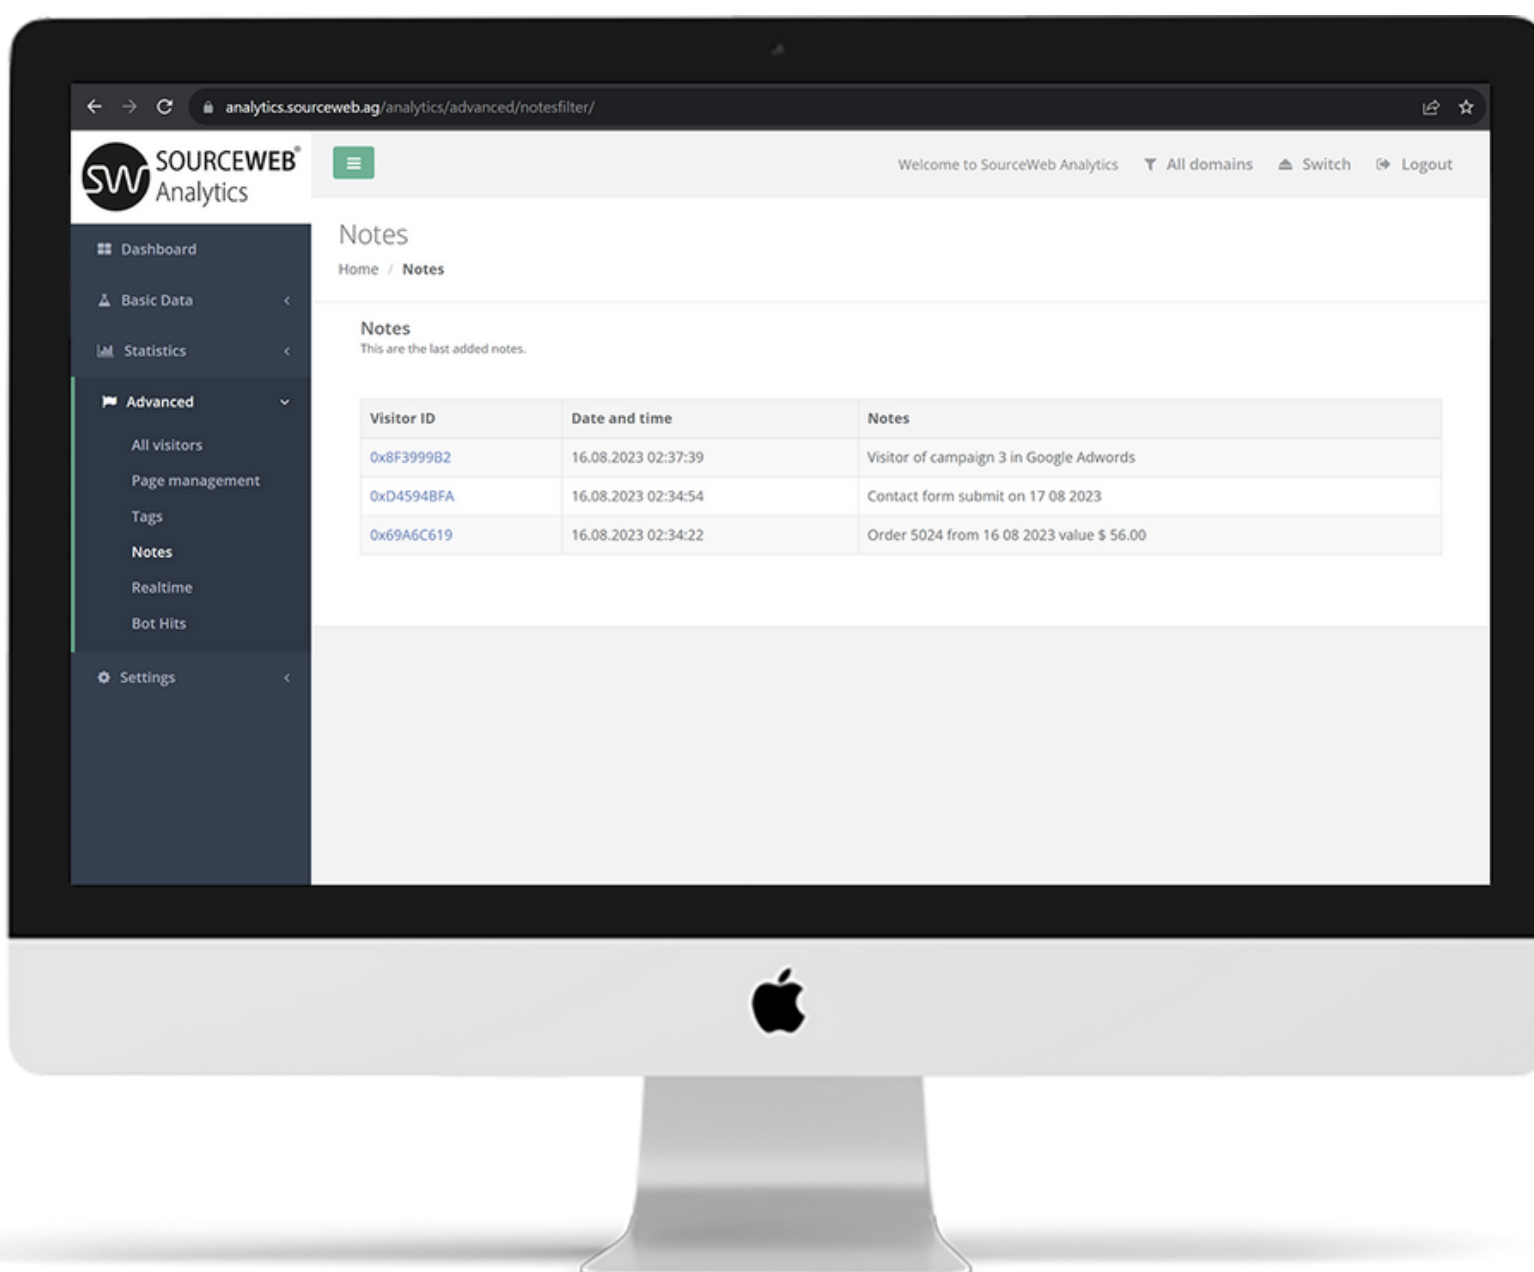 analytics.sourceweb.ag/analytics/advanced/notesfilter/
SW SOURCEWEB®
Analytics
Welcome to SourceWeb Analytics All domains Switch Logout
Dashboard
Basic Data
Statistics
Advanced
All visitors
Page management
Tags
Notes
Realtime
Bot Hits
Settings
Notes
Home / Notes
Notes
This are the last added notes.
Visitor ID Date and time Notes
0x8F3999B2 16.08.2023 02:37:39 Visitor of campaign 3 in Google Adwords
0xD4594BFA 16.08.2023 02:34:54 Contact form submit on 17 08 2023
0x69A6C619 16.08.2023 02:34:22 Order 5024 from 16 08 2023 value $ 56.00